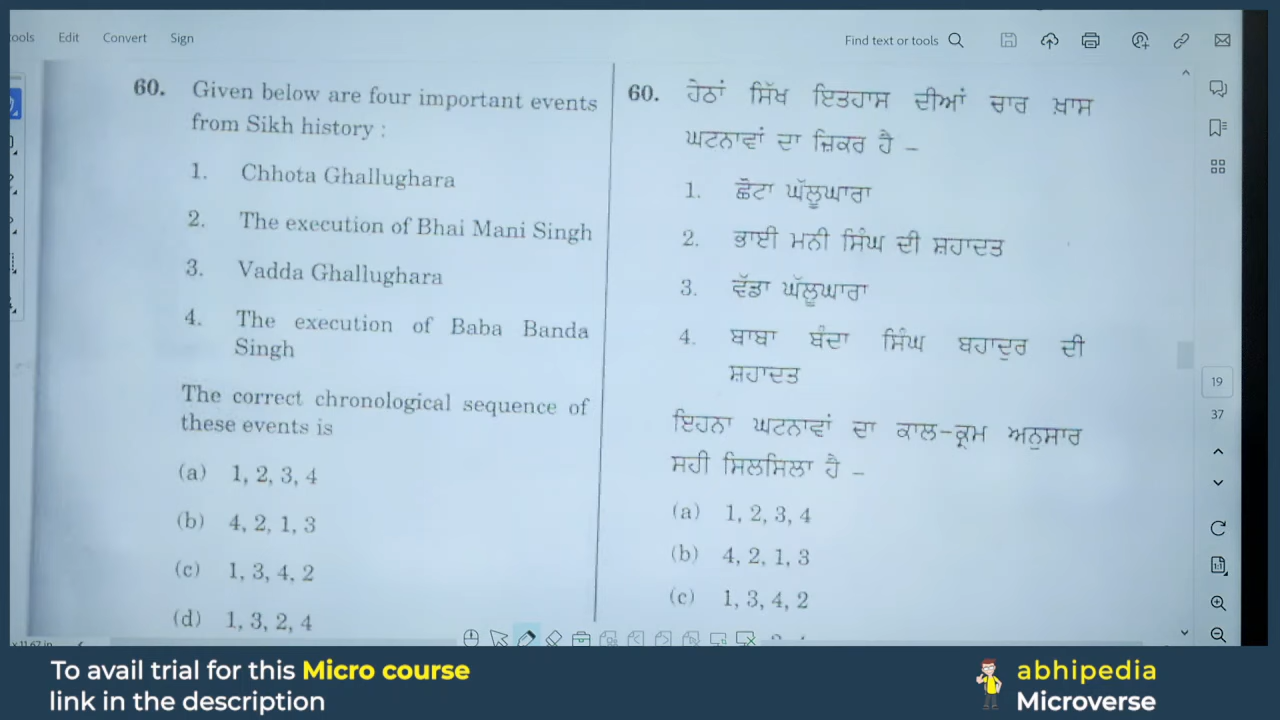 ools Edit Convert Sign
Find text or tools
60. Given below are four important events
from Sikh history :
1. Chhota Ghallughara
2. The execution of Bhai Mani Singh
3. Vadda Ghallughara
4. The execution of Baba Banda
Singh
The correct chronological sequence of
these events is
(a) 1, 2, 3, 4
(b) 4, 2, 1, 3
(c) 1, 3, 4, 2
(d) 1, 3, 2, 4
60. ਹੇਠਾਂ ਸਿੱਖ ਇਤਹਾਸ ਦੀਆਂ ਚਾਰ ਖ਼ਾਸ
ਘਟਨਾਵਾਂ ਦਾ ਜ਼ਿਕਰ ਹੈ –
1. ਛੋਟਾ ਘੱਲੂਘਾਰਾ
2. ਭਾਈ ਮਨੀ ਸਿੰਘ ਦੀ ਸ਼ਹਾਦਤ
3. ਵੱਡਾ ਘੱਲੂਘਾਰਾ
4. ਬਾਬਾ ਬੰਦਾ ਸਿੰਘ ਬਹਾਦੁਰ ਦੀ
ਸ਼ਹਾਦਤ
ਇਹਨਾ ਘਟਨਾਵਾਂ ਦਾ ਕਾਲ-ਕ੍ਰਮ ਅਨੁਸਾਰ
ਸਹੀ ਸਿਲਸਿਲਾ ਹੈ –
(a) 1, 2, 3, 4
(b) 4, 2, 1, 3
(c) 1, 3, 4, 2
19
37
To avail trial for this Micro course
link in the description
abhipedia
Microverse